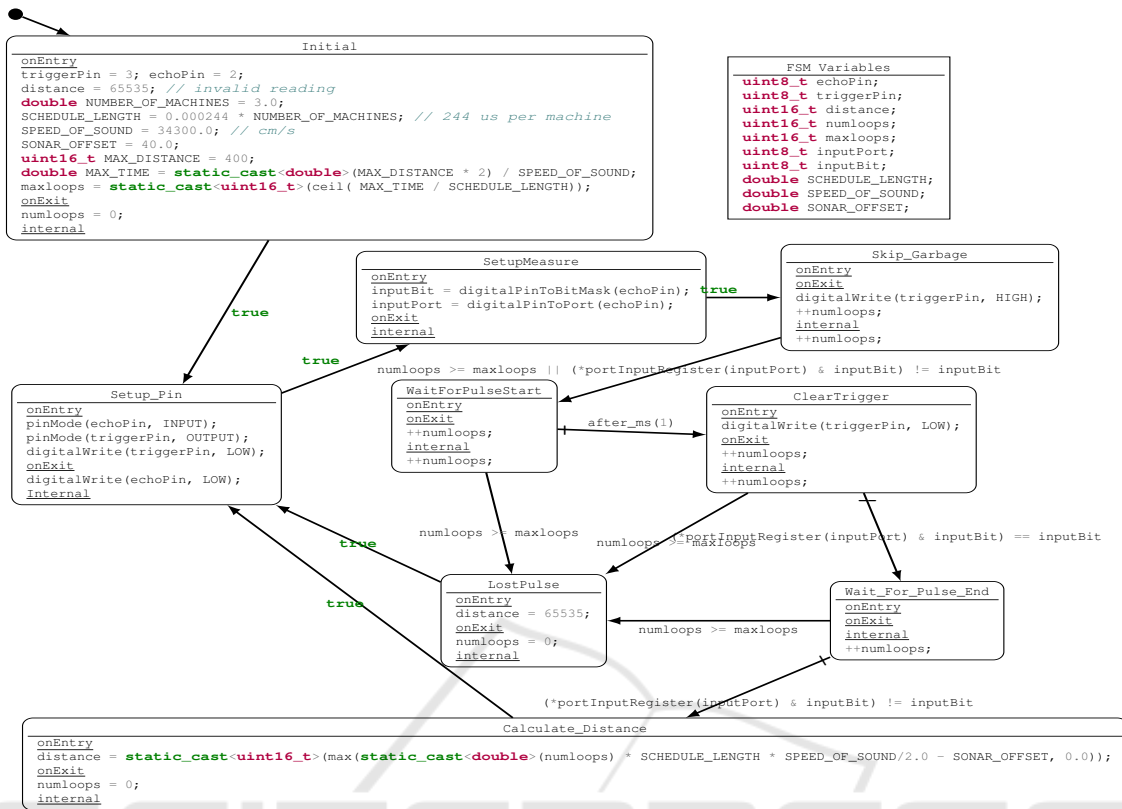 Initial
onEntry
triggerPin = 3; echoPin = 2;
distance = 65535; // invalid reading
double NUMBER_OF_MACHINES = 3.0;
SCHEDULE_LENGTH = 0.000244 * NUMBER_OF_MACHINES; // 244 us per machine
SPEED_OF_SOUND = 34300.0; // cm/s
SONAR_OFFSET = 40.0;
uint16_t MAX_DISTANCE = 400;
double MAX_TIME = static_cast<double>(MAX_DISTANCE * 2) / SPEED_OF_SOUND;
maxloops = static_cast<uint16_t>(ceil( MAX_TIME / SCHEDULE_LENGTH));
onExit
numloops = 0;
internal
FSM Variables
uint8_t echoPin;
uint8_t triggerPin;
uint16_t distance;
uint16_t numloops;
uint16_t maxloops;
uint8_t inputPort;
uint8_t inputBit;
double SCHEDULE_LENGTH;
double SPEED_OF_SOUND;
double SONAR_OFFSET;
true
SetupMeasure
onEntry
inputBit = digitalPinToBitMask(echoPin);
inputPort = digitalPinToPort(echoPin);
onExit
internal
true
Skip_Garbage
onEntry
onExit
digitalWrite(triggerPin, HIGH);
++numloops;
internal
++numloops;
true
numloops >= maxloops || (*portInputRegister(inputPort) & inputBit) != inputBit
Setup_Pin
onEntry
pinMode(echoPin, INPUT);
pinMode(triggerPin, OUTPUT);
digitalWrite(triggerPin, LOW);
onExit
digitalWrite(echoPin, LOW);
Internal
WaitForPulseStart
onEntry
onExit
++numloops;
internal
++numloops;
after_ms(1)
ClearTrigger
onEntry
digitalWrite(triggerPin, LOW);
onExit
++numloops;
internal
++numloops;
numloops >= maxloops
numloops >= maxloops
(*portInputRegister(inputPort) & inputBit) == inputBit
true
LostPulse
onEntry
distance = 65535;
onExit
numloops = 0;
internal
true
numloops >= maxloops
Wait_For_Pulse_End
onEntry
onExit
internal
++numloops;
(*portInputRegister(inputPort) & inputBit) != inputBit
Calculate_Distance
onEntry
distance = static_cast<uint16_t>(max(static_cast<double>(numloops) * SCHEDULE_LENGTH * SPEED_OF_SOUND/2.0 - SONAR_OFFSET, 0.0));
onExit
numloops = 0;
internal